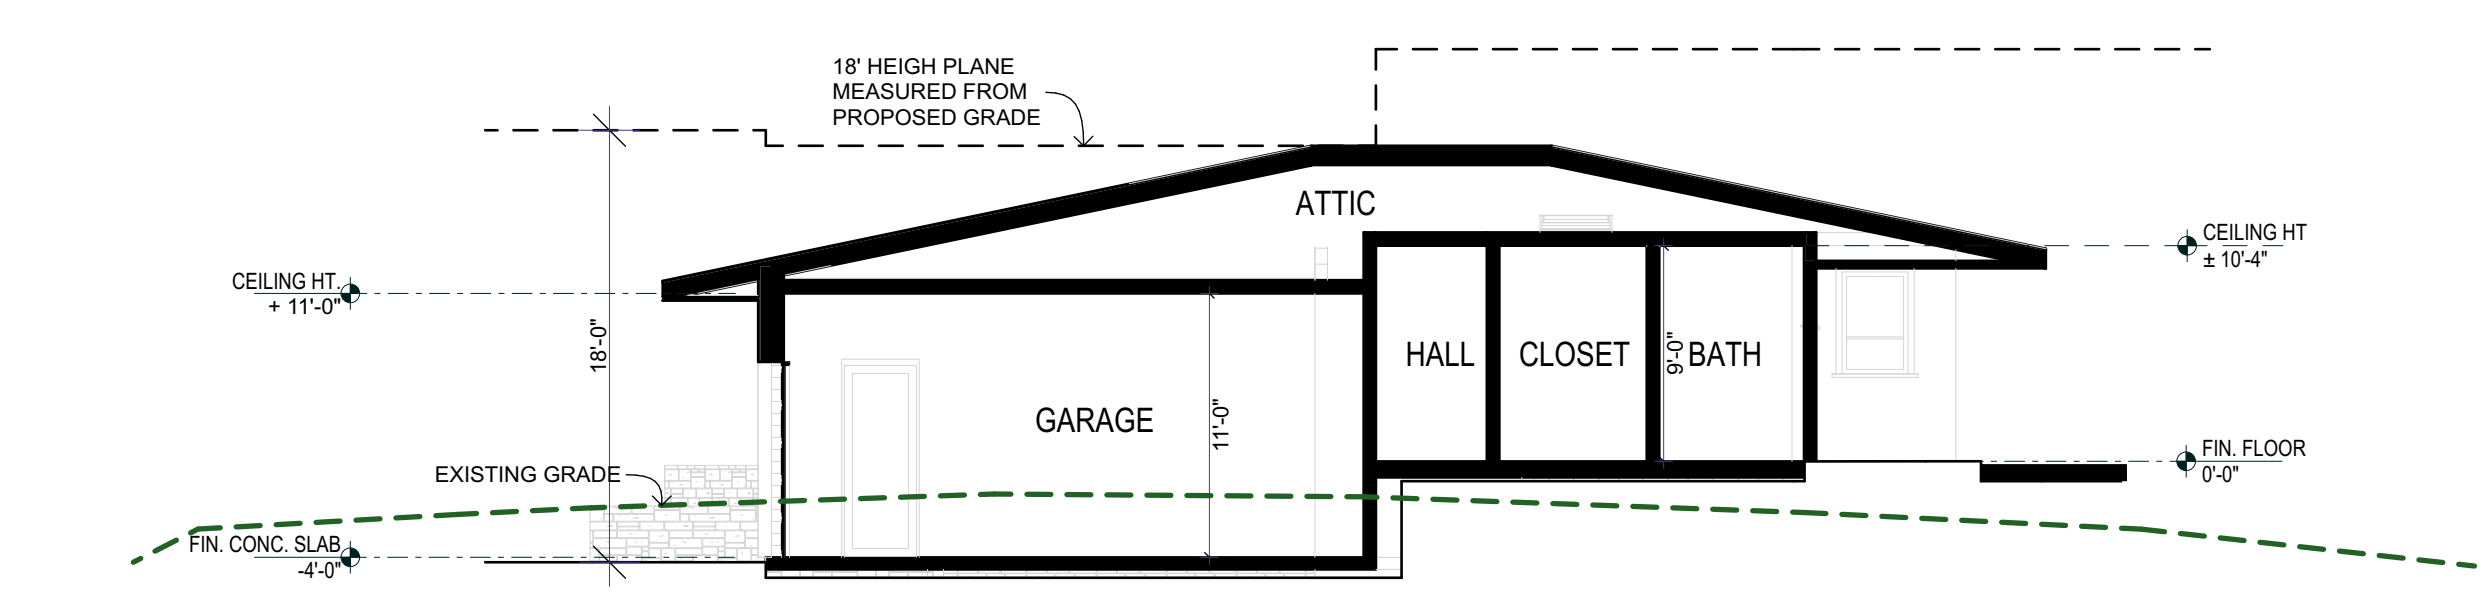 18' HEIGH PLANE
MEASURED FROM
PROPOSED GRADE
ATTIC
CEILING HT
± 10'-4"
CEILING HT.
+ 11'-0"
18'-0"
HALL
CLOSET
9'-0"
BATH
GARAGE
11'-0"
EXISTING GRADE
FIN. FLOOR
0'-0"
FIN. CONC. SLAB
-4'-0"